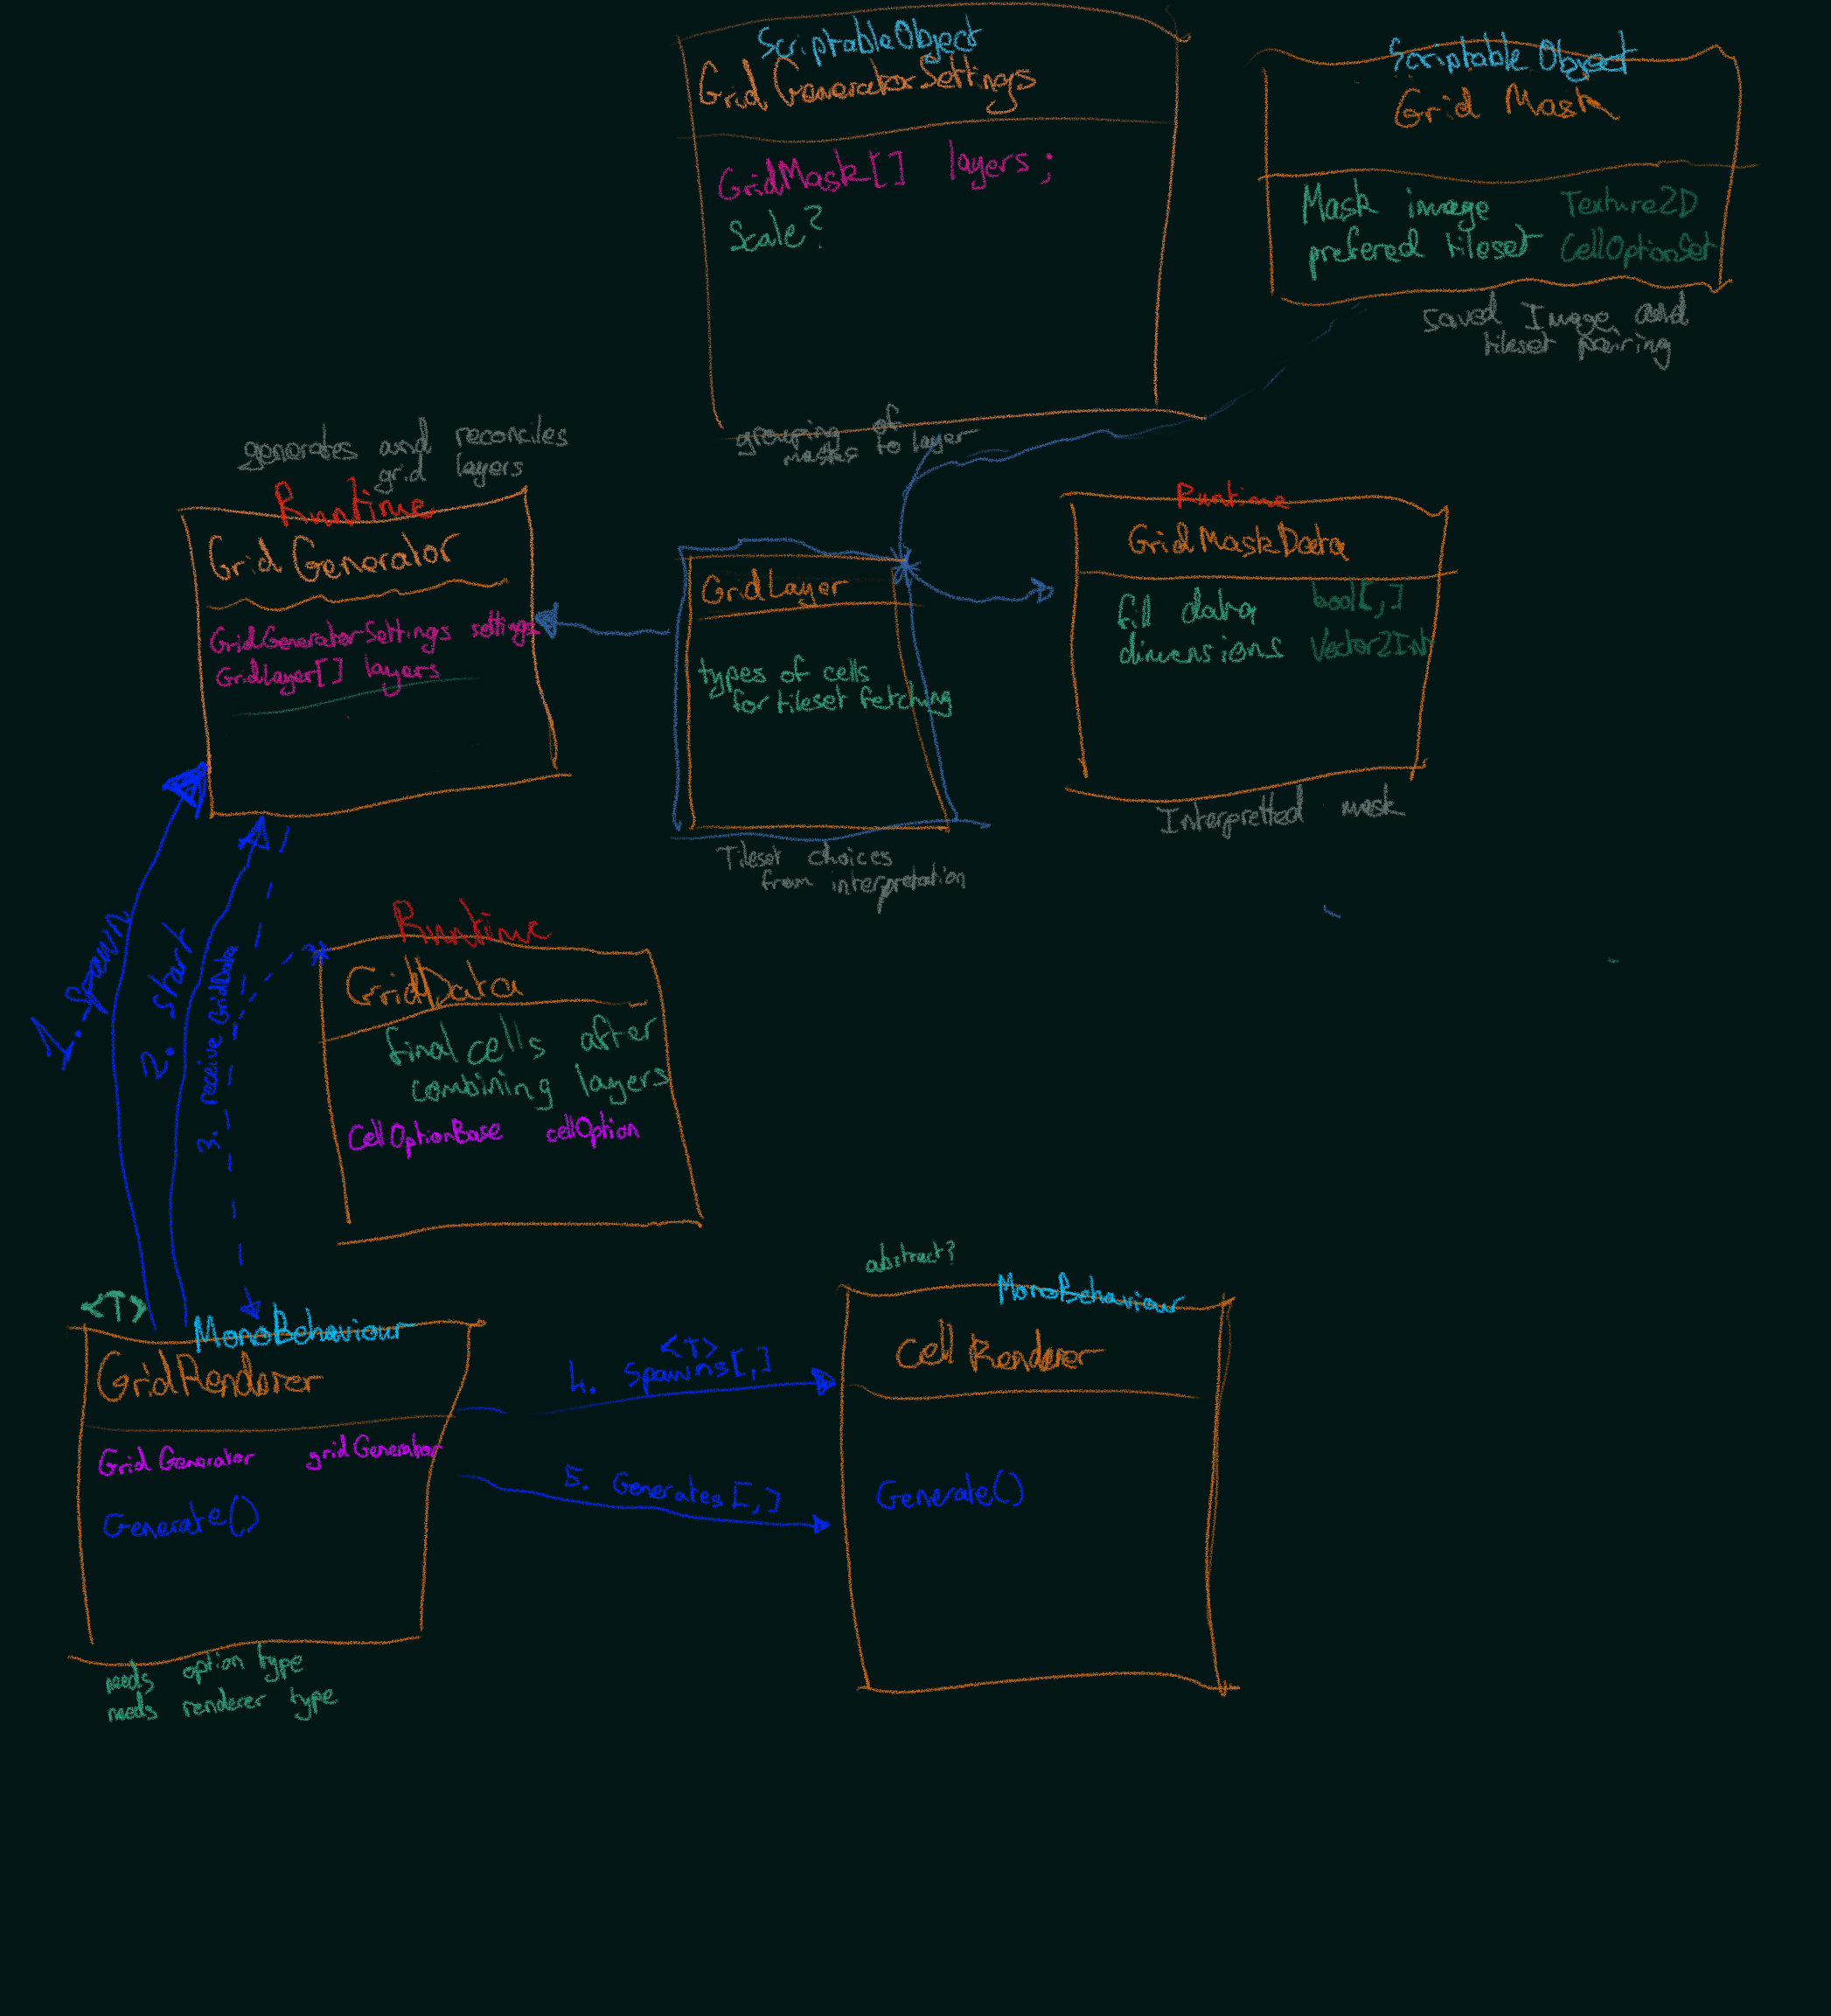 ScriptableObject
Grid GeneratorSettings
GridMask[] layers;
Scale?
grouping of
masks to layer
Scriptable Object
Grid Mask
Mask image Texture2D
prefered tileset CellOptionSet
saved Image and
tileset pairing
generates and reconciles
grid layers
Runtime
Grid Generator
GridGeneratorSettings settings
GridLayer[] layers
GridLayer
types of cells
for tileset fetching
Tileset choices
from interpretation
Runtime
GridMaskData
fill data bool[,]
dimensions Vector2Int
Interpretted mask
1. Spawn
2. start
3. receive GridData
Runtime
GridData
final cells after
combining layers
CellOptionBase cellOption
<T>
MonoBehaviour
GridRenderer
Grid Generator gridGenerator
Generate()
needs option type
needs renderer type
<T>
4. Spawns[,]
5. Generates[,]
abstract?
MonoBehaviour
Cell Renderer
Generate()